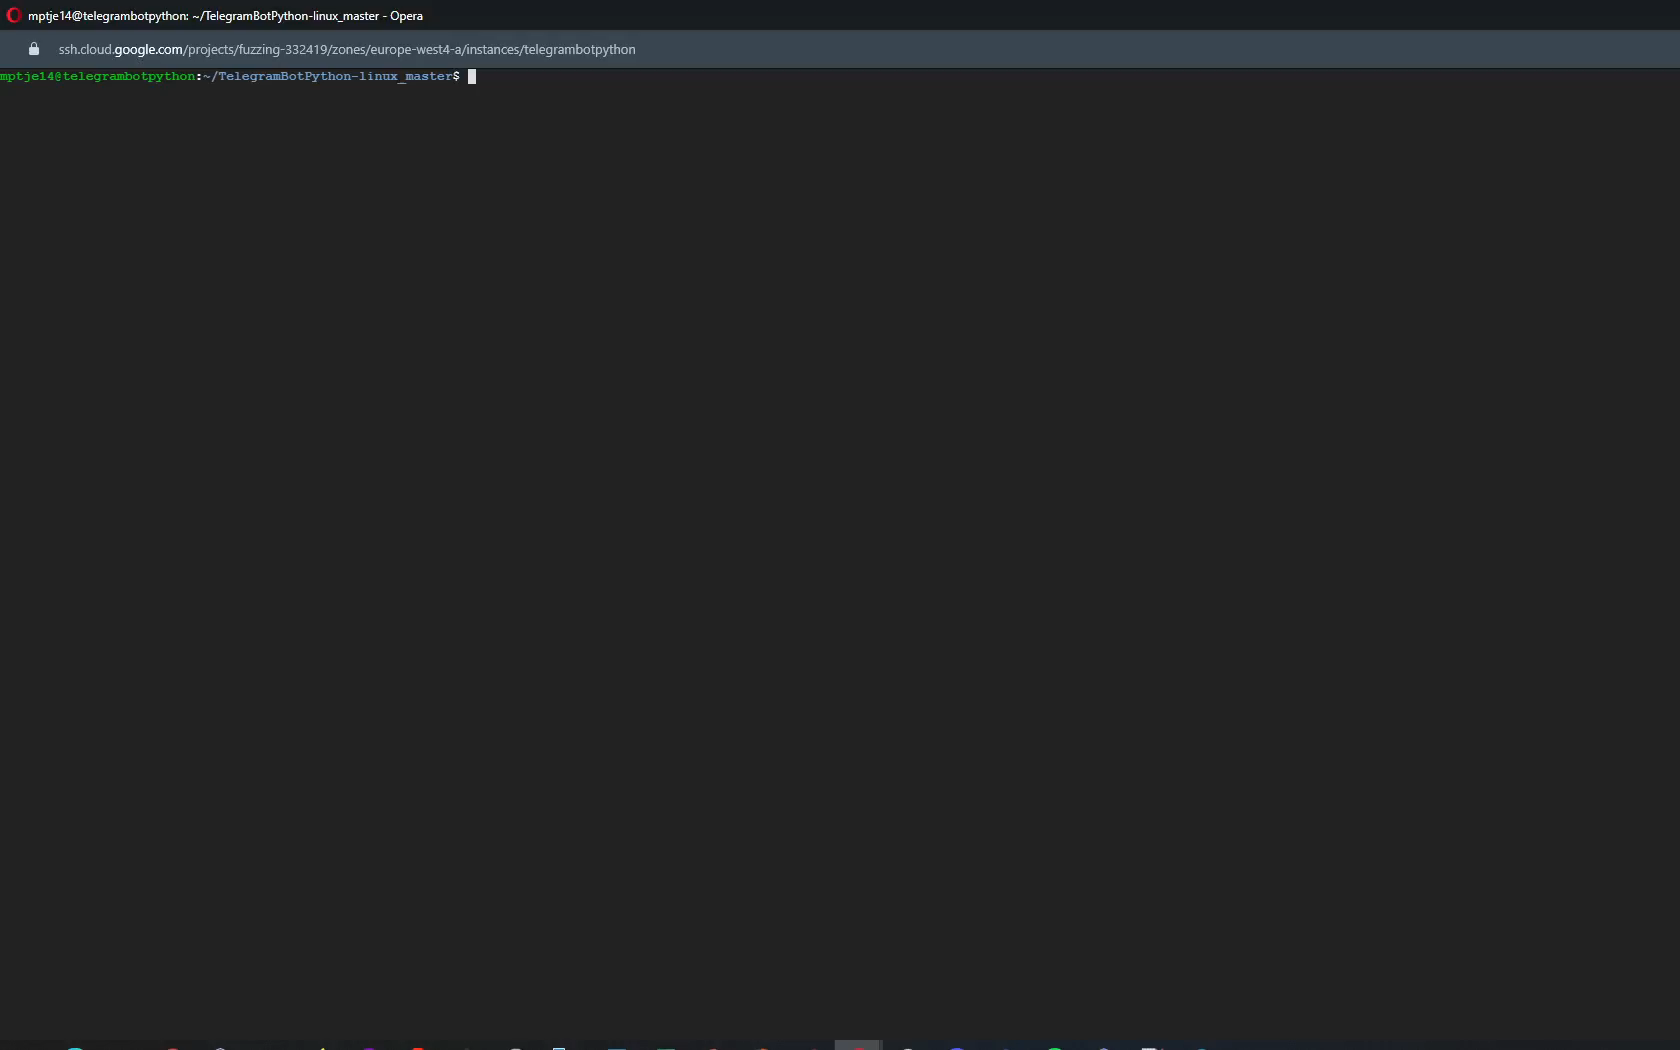 mptje14@telegrambotpython: ~/TelegramBotPython-linux_master - Opera
ssh.cloud.google.com/projects/fuzzing-332419/zones/europe-west4-a/instances/telegrambotpython
mptje14@telegrambotpython:~/TelegramBotPython-linux_master$